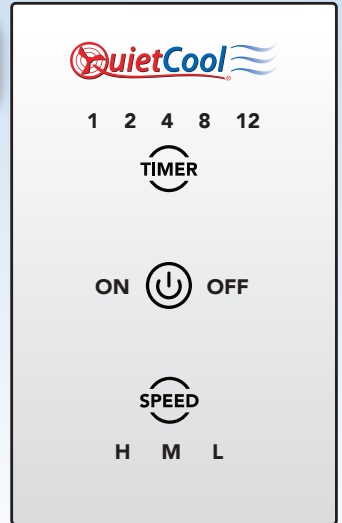 QuietCool®
1 2 4 8 12
TIMER
ON OFF
SPEED
H M L